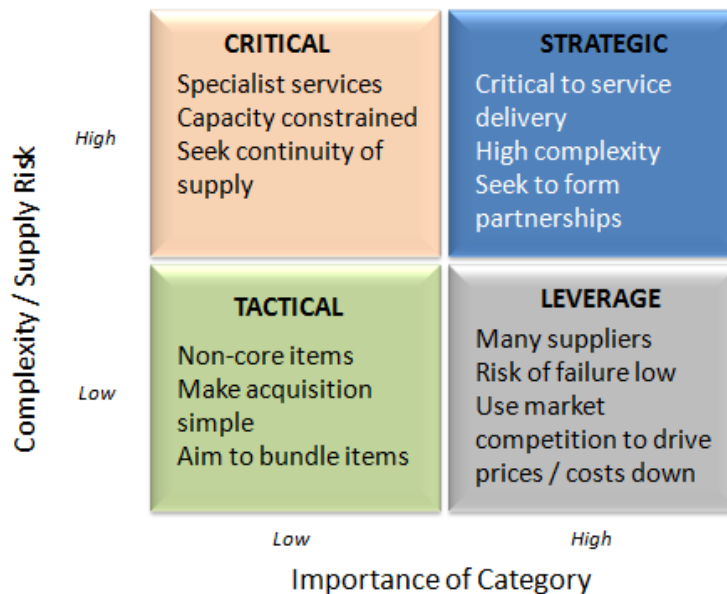 CRITICAL
Specialist services
Capacity constrained
Seek continuity of
supply
STRATEGIC
Critical to service
delivery
High complexity
Seek to form
partnerships
High
Complexity / Supply Risk
TACTICAL
Non-core items
Make acquisition
simple
Aim to bundle items
LEVERAGE
Many suppliers
Risk of failure low
Use market
competition to drive
prices / costs down
Low
Low
High
Importance of Category